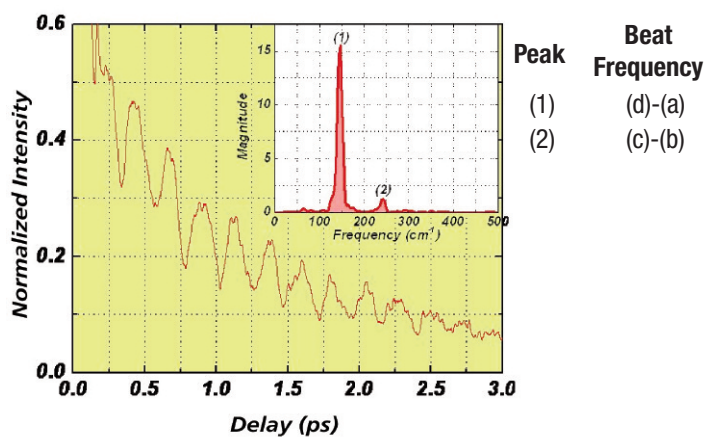 0.6
0.4
0.2
0.0
Normalized Intensity
0.0 0.5 1.0 1.5 2.0 2.5 3.0
Delay (ps)
15
10
5
0
Magnitude
(1)
(2)
0 100 200 300 400 500
Frequency (cm⁻¹)
Peak Beat Frequency
(1) (d)-(a)
(2) (c)-(b)